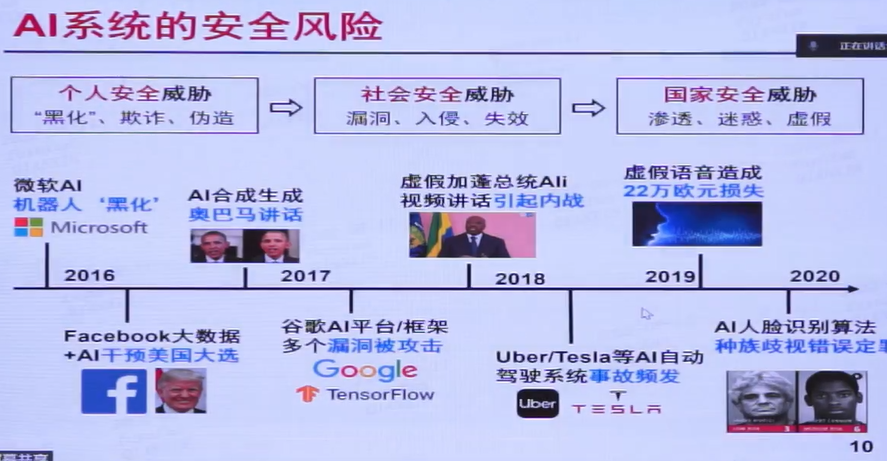 AI系统的安全风险
正在讲话
个人安全威胁
“黑化”、欺诈、伪造
社会安全威胁
漏洞、入侵、失效
国家安全威胁
渗透、迷惑、虚假
微软AI
机器人‘黑化’
Microsoft
AI合成生成
奥巴马讲话
虚假加蓬总统Ali
视频讲话引起内战
虚假语音造成
22万欧元损失
2016
2017
2018
2019
2020
Facebook大数据
+AI干预美国大选
谷歌AI平台/框架
多个漏洞被攻击
Google
TensorFlow
Uber/Tesla等AI自动
驾驶系统事故频发
Uber
TESLA
AI人脸识别算法
种族歧视错误定罪
3
6
10